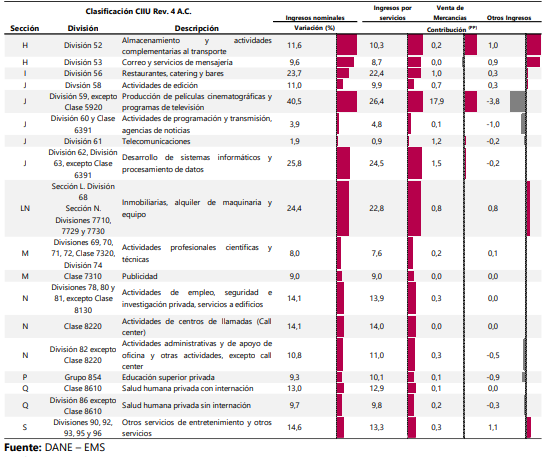 Clasificación CIIU Rev. 4 A.C.
Ingresos nominales
Ingresos por servicios
Venta de Mercancías
Otros Ingresos
Sección División Descripción Variación (%) Contribución (PP)
H División 52 Almacenamiento y actividades complementarias al transporte 11,6 10,3 0,2 1,0
H División 53 Correo y servicios de mensajería 9,6 8,7 0,0 0,9
I División 56 Restaurantes, catering y bares 23,7 22,4 1,0 0,3
J División 58 Actividades de edición 11,0 9,9 0,7 0,3
J División 59, excepto Clase 5920 Producción de películas cinematográficas y programas de televisión 40,5 26,4 17,9 -3,8
J División 60 y Clase 6391 Actividades de programación y transmisión, agencias de noticias 3,9 4,8 0,1 -1,0
J División 61 Telecomunicaciones 1,9 0,9 1,2 -0,2
J División 62, División 63, excepto Clase 6391 Desarrollo de sistemas informáticos y procesamiento de datos 25,8 24,5 1,5 -0,2
LN Sección L. División 68 Sección N. Divisiones 7710, 7729 y 7730 Inmobiliarias, alquiler de maquinaria y equipo 24,4 22,8 0,8 0,8
M Divisiones 69, 70, 71, 72, Clase 7320, División 74 Actividades profesionales científicas y técnicas 8,0 7,6 0,2 0,1
M Clase 7310 Publicidad 9,0 9,0 0,0 0,0
N Divisiones 78, 80 y 81, excepto Clase 8130 Actividades de empleo, seguridad e investigación privada, servicios a edificios 14,1 13,9 0,3 0,0
N Clase 8220 Actividades de centros de llamadas (Call center) 14,1 14,0 0,0 0,0
N División 82 excepto Clase 8220 Actividades administrativas y de apoyo de oficina y otras actividades, excepto call center 10,8 11,0 0,3 -0,5
P Grupo 854 Educación superior privada 9,3 10,1 0,1 -0,9
Q Clase 8610 Salud humana privada con internación 13,0 12,9 0,1 0,0
Q División 86 excepto Clase 8610 Salud humana privada sin internación 9,7 9,8 0,2 -0,3
S Divisiones 90, 92, 93, 95 y 96 Otros servicios de entretenimiento y otros servicios 14,6 13,3 0,3 1,1
Fuente: DANE – EMS